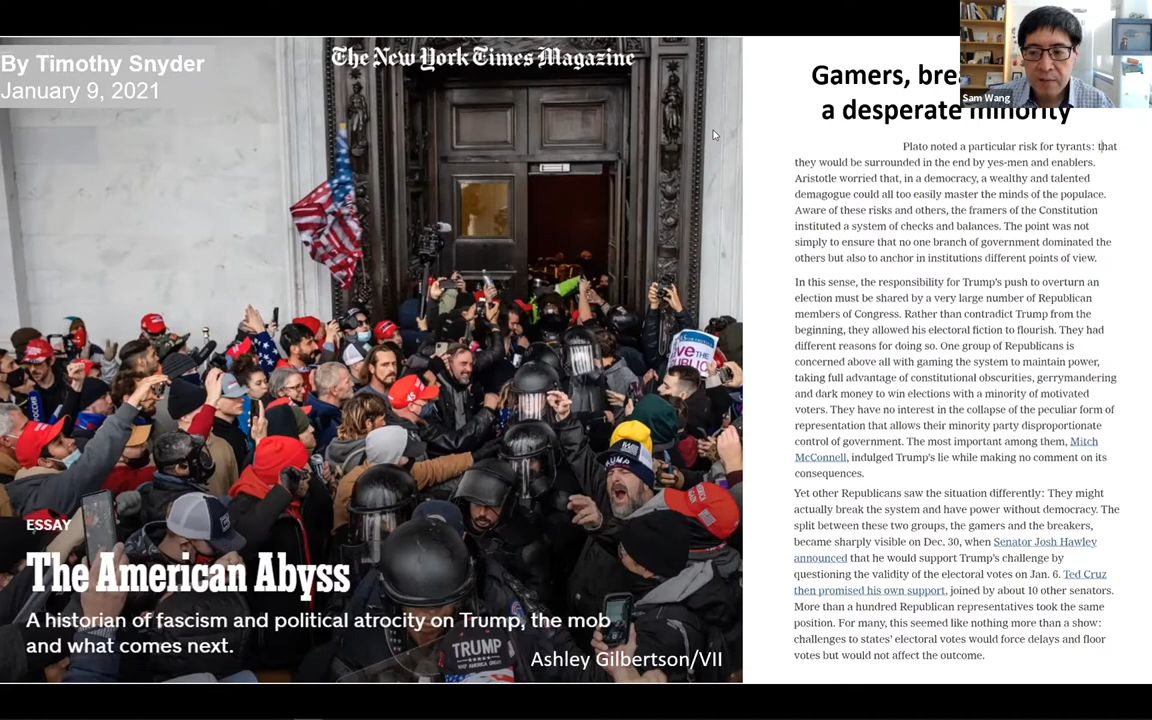 By Timothy Snyder
January 9, 2021
The New York Times Magazine
ESSAY
The American Abyss
A historian of fascism and political atrocity on Trump, the mob
and what comes next.
Ashley Gilbertson/VII
TRUMP
TRUMP
45
РОССИЯ
THE
Sam Wang
Gamers,
a desperate minority
Plato noted a particular risk for tyrants: that
they would be surrounded in the end by yes-men and enablers.
Aristotle worried that, in a democracy, a wealthy and talented
demagogue could all too easily master the minds of the populace.
Aware of these risks and others, the framers of the Constitution
instituted a system of checks and balances. The point was not
simply to ensure that no one branch of government dominated the
others but also to anchor in institutions different points of view.
In this sense, the responsibility for Trump's push to overturn an
election must be shared by a very large number of Republican
members of Congress. Rather than contradict Trump from the
beginning, they allowed his electoral fiction to flourish. They had
different reasons for doing so. One group of Republicans is
concerned above all with gaming the system to maintain power,
taking full advantage of constitutional obscurities, gerrymandering
and dark money to win elections with a minority of motivated
voters. They have no interest in the collapse of the peculiar form of
representation that allows their minority party disproportionate
control of government. The most important among them, Mitch
McConnell, indulged Trump's lie while making no comment on its
consequences.
Yet other Republicans saw the situation differently: They might
actually break the system and have power without democracy. The
split between these two groups, the gamers and the breakers,
became sharply visible on Dec. 30, when Senator Josh Hawley
announced that he would support Trump's challenge by
questioning the validity of the electoral votes on Jan. 6. Ted Cruz
then promised his own support, joined by about 10 other senators.
More than a hundred Republican representatives took the same
position. For many, this seemed like nothing more than a show:
challenges to states' electoral votes would force delays and floor
votes but would not affect the outcome.